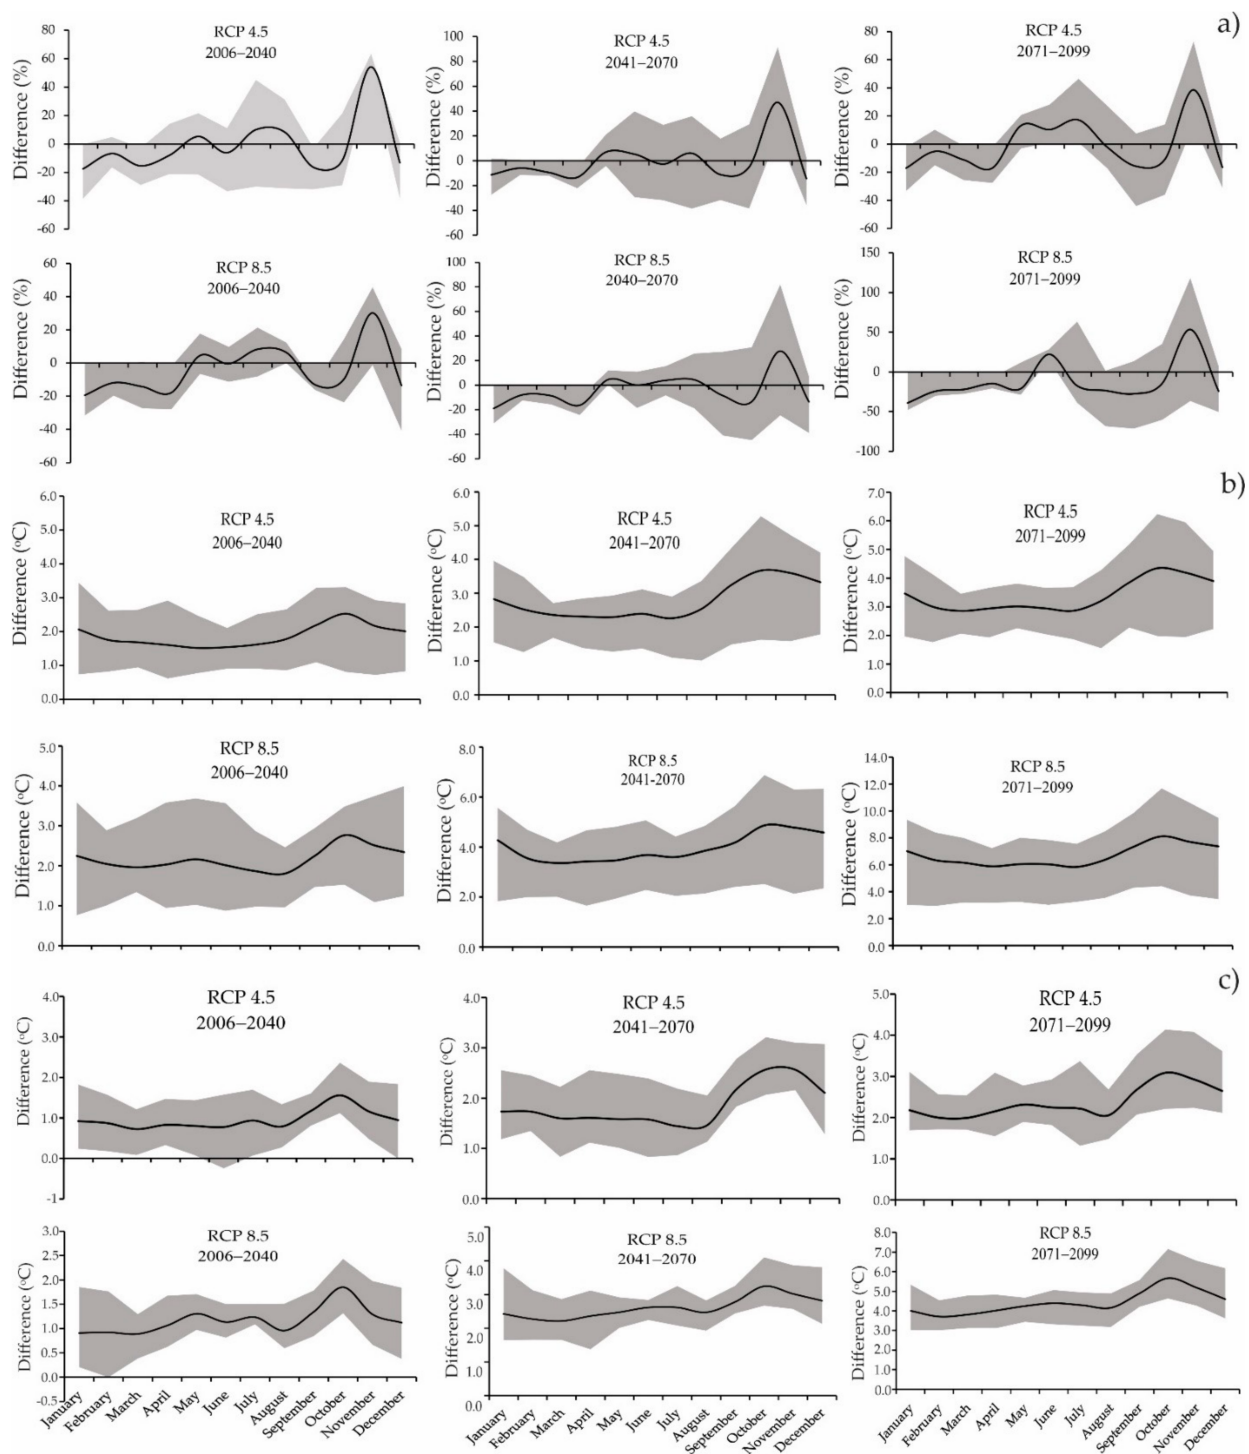 a)
Difference (%)
RCP 4.5
2006–2040
80
60
40
20
0
-20
-40
-60
Difference (%)
RCP 4.5
2041–2070
100
80
60
40
20
0
-20
-40
-60
Difference (%)
RCP 4.5
2071–2099
80
60
40
20
0
-20
-40
-60
Difference (%)
RCP 8.5
2006–2040
60
40
20
0
-20
-40
-60
Difference (%)
RCP 8.5
2040–2070
100
80
60
40
20
0
-20
-40
-60
Difference (%)
RCP 8.5
2071–2099
150
100
50
0
-50
-100
b)
Difference (°C)
RCP 4.5
2006–2040
6.0
5.0
4.0
3.0
2.0
1.0
0.0
Difference (°C)
RCP 4.5
2041–2070
6.0
5.0
4.0
3.0
2.0
1.0
0.0
Difference (°C)
RCP 4.5
2071–2099
7.0
6.0
5.0
4.0
3.0
2.0
1.0
0.0
Difference (°C)
RCP 8.5
2006–2040
5.0
4.0
3.0
2.0
1.0
0.0
Difference (°C)
RCP 8.5
2041-2070
8.0
6.0
4.0
2.0
0.0
Difference (°C)
RCP 8.5
2071–2099
14.0
12.0
10.0
8.0
6.0
4.0
2.0
0.0
c)
Difference (°C)
RCP 4.5
2006–2040
4.0
3.0
2.0
1.0
0.0
-1
Difference (°C)
RCP 4.5
2041–2070
4.0
3.0
2.0
1.0
0.0
Difference (°C)
RCP 4.5
2071–2099
5.0
4.0
3.0
2.0
1.0
0.0
Difference (°C)
RCP 8.5
2006–2040
3.0
2.5
2.0
1.5
1.0
0.5
0.0
-0.5
January
February
March
April
May
June
July
August
September
October
November
December
Difference (°C)
RCP 8.5
2041–2070
5.0
4.0
3.0
2.0
1.0
0.0
January
February
March
April
May
June
July
August
September
October
November
December
Difference (°C)
RCP 8.5
2071–2099
8.0
7.0
6.0
5.0
4.0
3.0
2.0
1.0
0.0
January
February
March
April
May
June
July
August
September
October
November
December